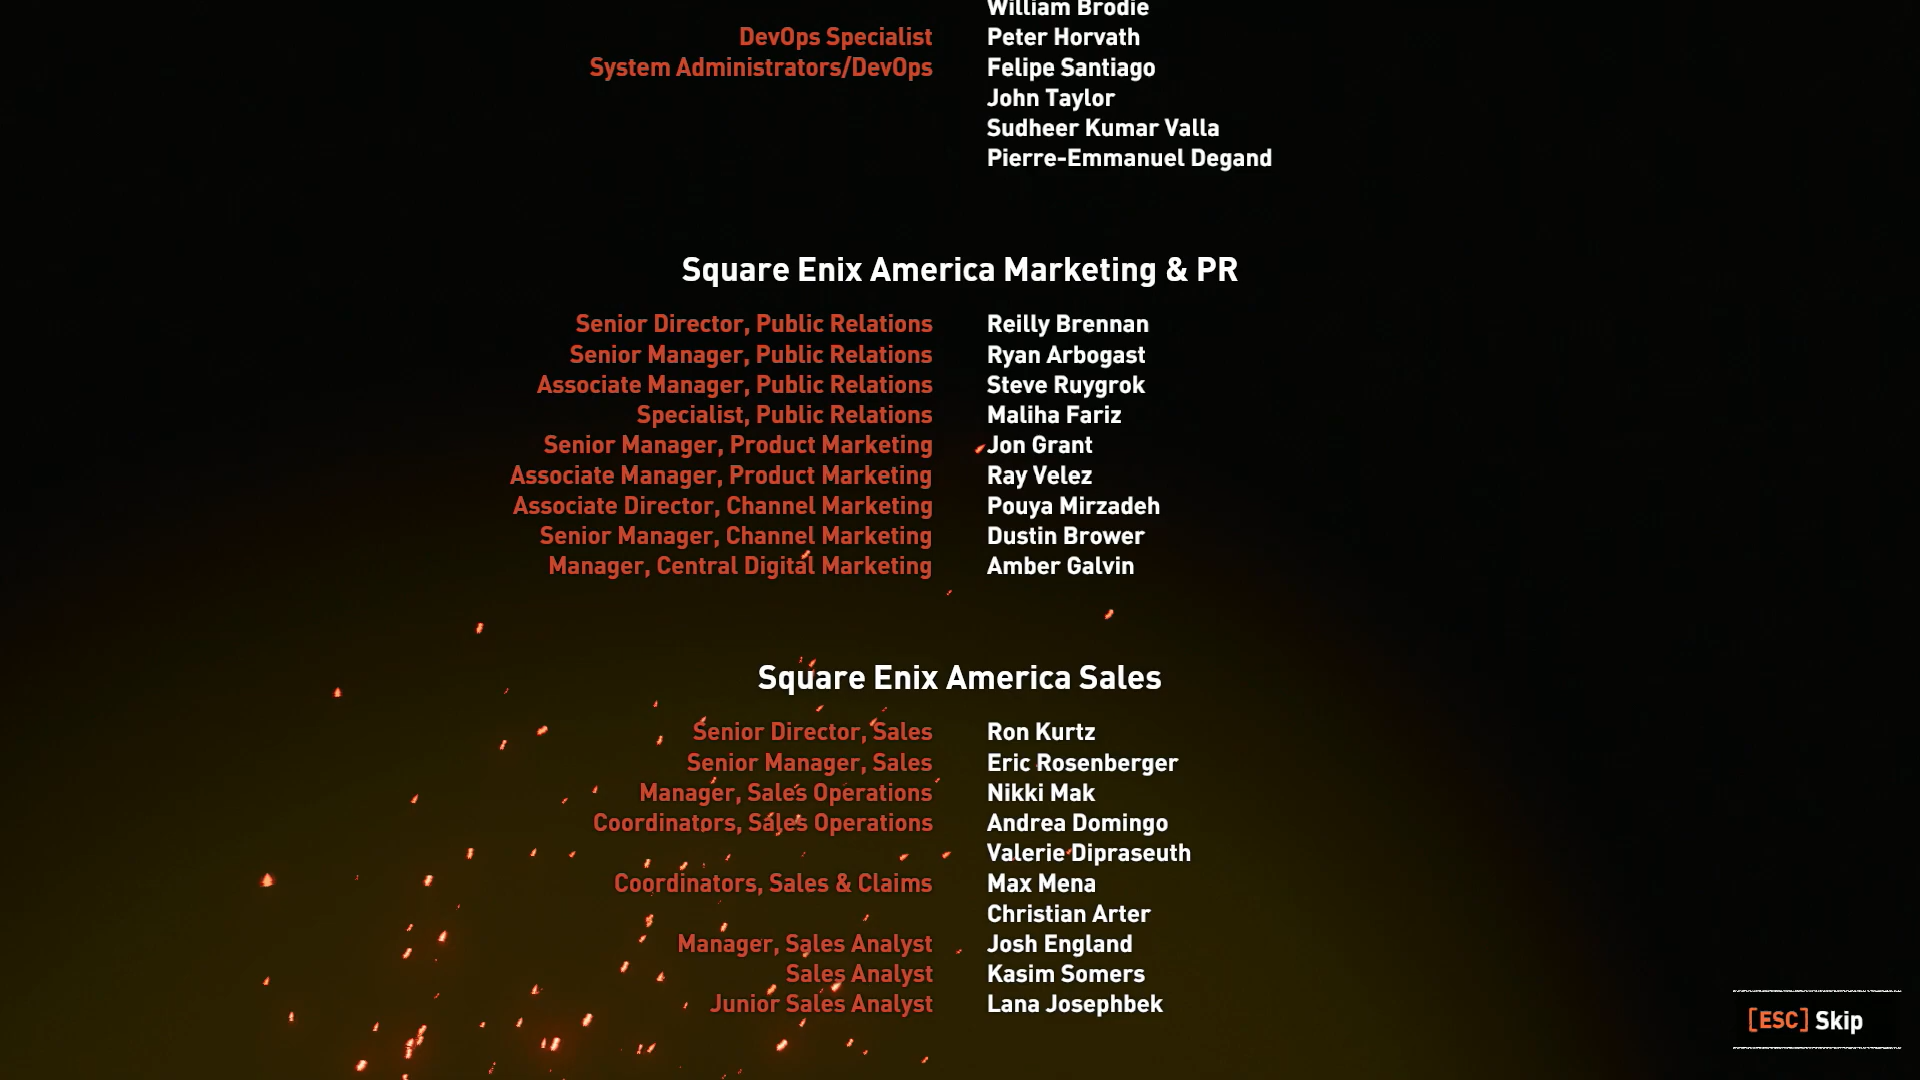 William Brodie
DevOps Specialist Peter Horvath
System Administrators/DevOps Felipe Santiago
John Taylor
Sudheer Kumar Valla
Pierre-Emmanuel Degand
Square Enix America Marketing & PR
Senior Director, Public Relations Reilly Brennan
Senior Manager, Public Relations Ryan Arbogast
Associate Manager, Public Relations Steve Ruygrok
Specialist, Public Relations Maliha Fariz
Senior Manager, Product Marketing Jon Grant
Associate Manager, Product Marketing Ray Velez
Associate Director, Channel Marketing Pouya Mirzadeh
Senior Manager, Channel Marketing Dustin Brower
Manager, Central Digital Marketing Amber Galvin
Square Enix America Sales
Senior Director, Sales Ron Kurtz
Senior Manager, Sales Eric Rosenberger
Manager, Sales Operations Nikki Mak
Coordinators, Sales Operations Andrea Domingo
Valerie Dipraseuth
Coordinators, Sales & Claims Max Mena
Christian Arter
Manager, Sales Analyst Josh England
Sales Analyst Kasim Somers
Junior Sales Analyst Lana Josephbek
[ESC] Skip